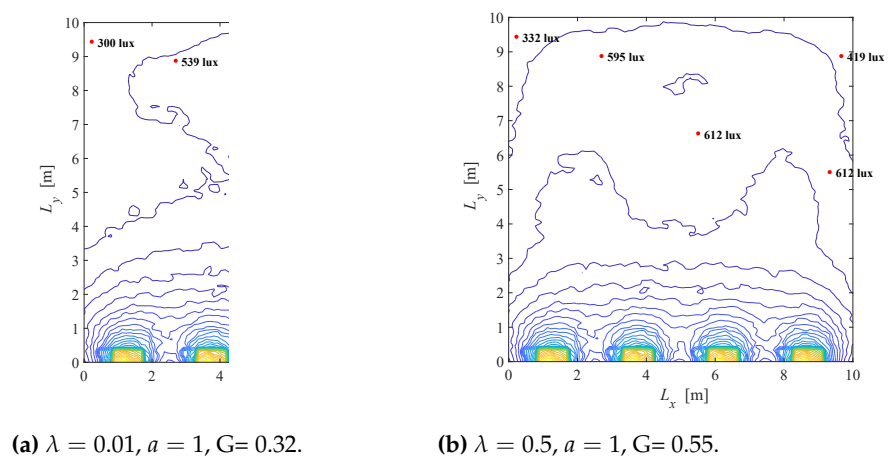 10
9
8
7
6
5
4
3
2
1
0
L_y [m]
300 lux
539 lux
0 2 4
10
9
8
7
6
5
4
3
2
1
0
L_y [m]
332 lux
595 lux
419 lux
612 lux
612 lux
0 2 4 6 8 10
L_x [m]
(a) λ = 0.01, a = 1, G= 0.32.
(b) λ = 0.5, a = 1, G= 0.55.